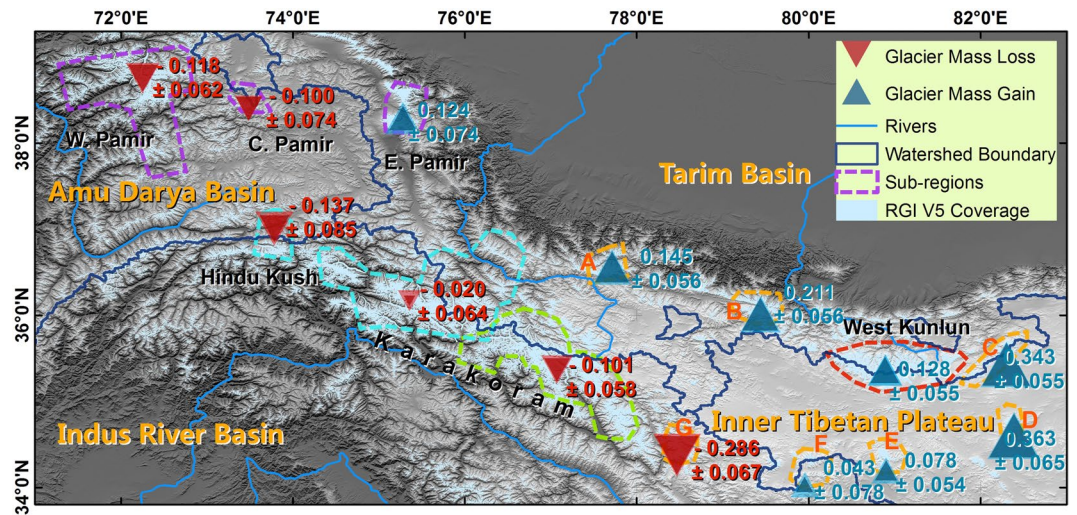 72°0'E
74°0'E
76°0'E
78°0'E
80°0'E
82°0'E
38°0'N
36°0'N
34°0'N
Glacier Mass Loss
Glacier Mass Gain
Rivers
Watershed Boundary
Sub-regions
RGI V5 Coverage
- 0.118
± 0.062
W. Pamir
- 0.100
± 0.074
C. Pamir
0.124
± 0.074
E. Pamir
Tarim Basin
Amu Darya Basin
- 0.137
± 0.085
Hindu Kush
- 0.020
± 0.064
A
0.145
± 0.056
B
0.211
± 0.056
West Kunlun
0.128
± 0.055
C
0.343
± 0.055
Karakoram
- 0.101
± 0.058
Indus River Basin
Inner Tibetan Plateau
G
- 0.286
± 0.067
F
0.043
± 0.078
E
0.078
± 0.054
D
0.363
± 0.065